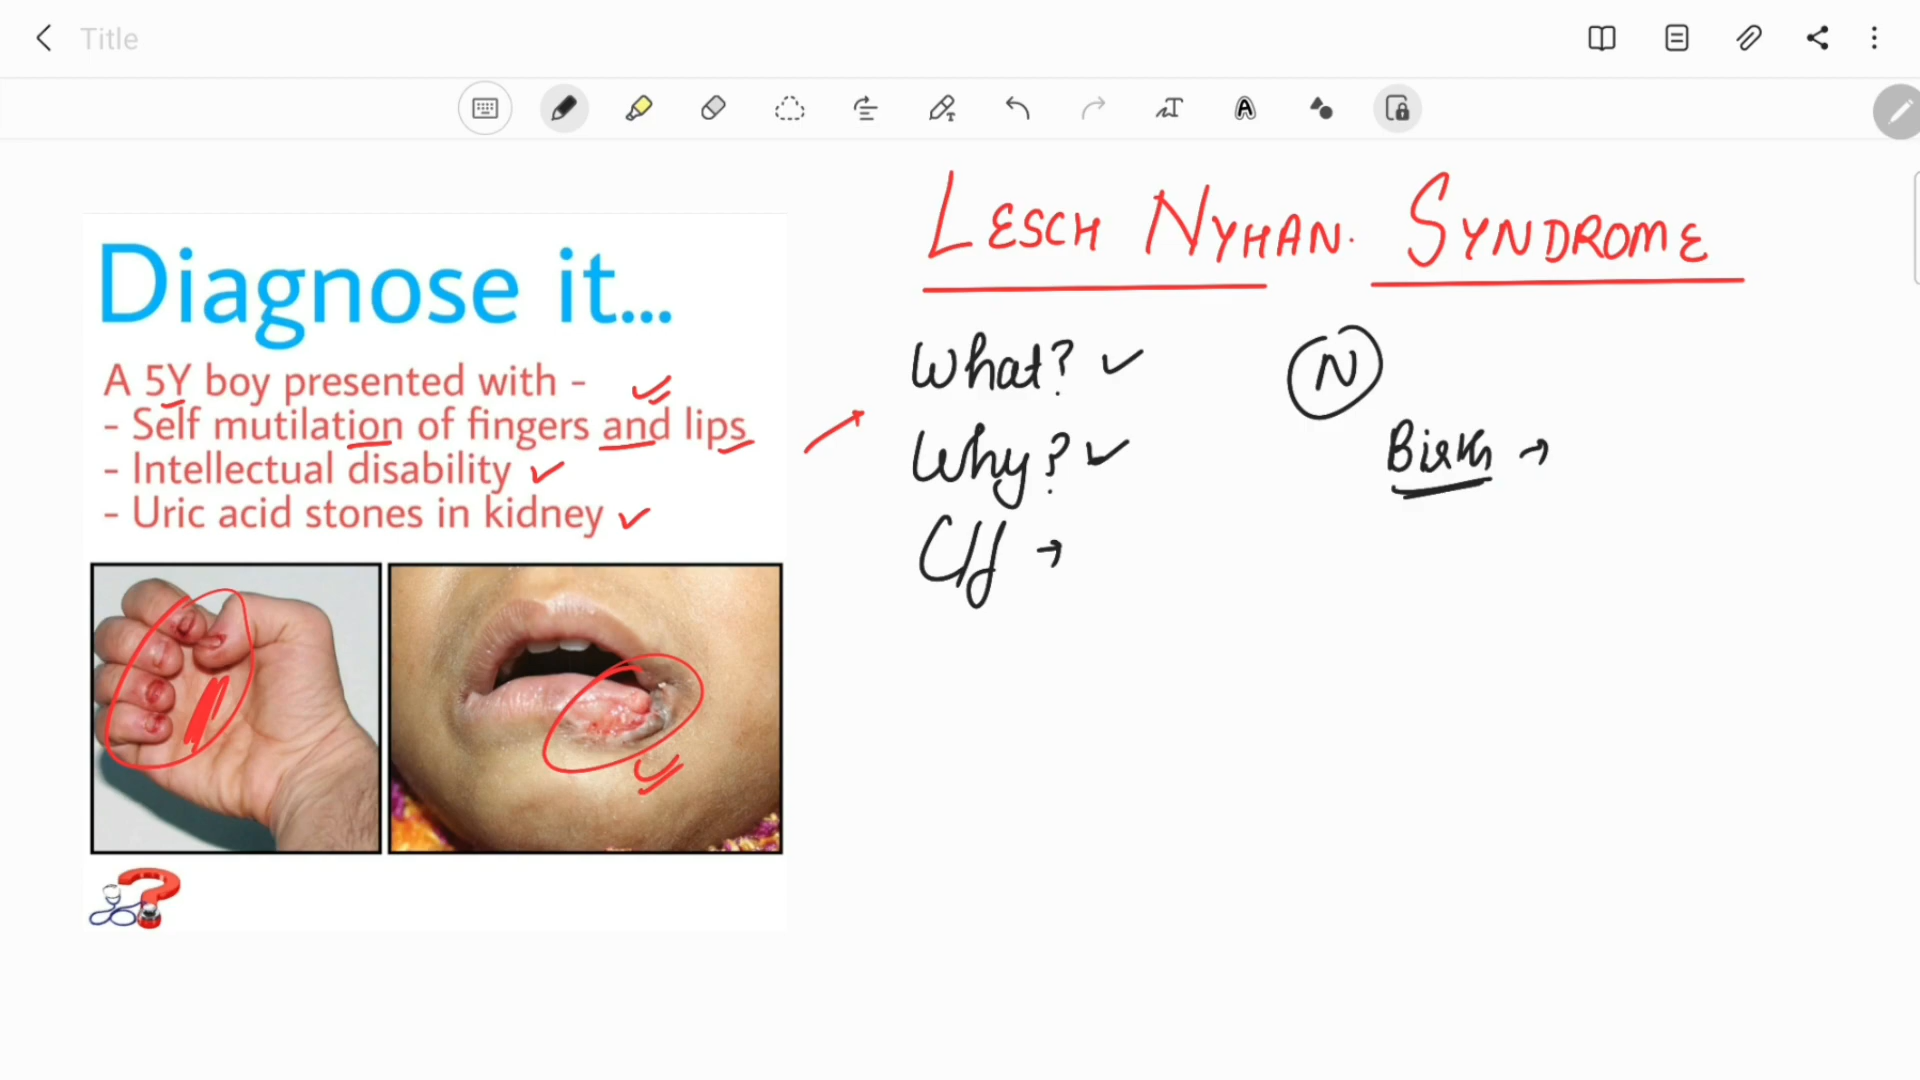 Title
Diagnose it...
A 5Y boy presented with -
- Self mutilation of fingers and lips
- Intellectual disability ✓
- Uric acid stones in kidney ✓
LESCH NYHAN. SYNDROME
What? ✓
N
Why? ✓
Birth →
C/f →